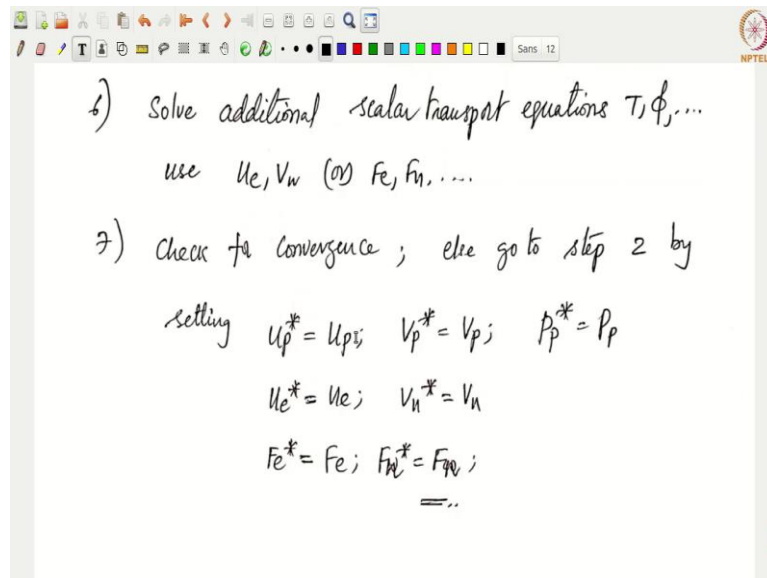 Sans 12
NPTEL
6) Solve additional scalar transport equations T, ϕ, ....
use Ue, Vw (or) Fe, Fn, ....
7) Check for Convergence ; else go to step 2 by
setting Up* = Up; Vp* = Vp; Pp* = Pp
Ue* = Ue; Vn* = Vn
Fe* = Fe; Fn* = Fn;